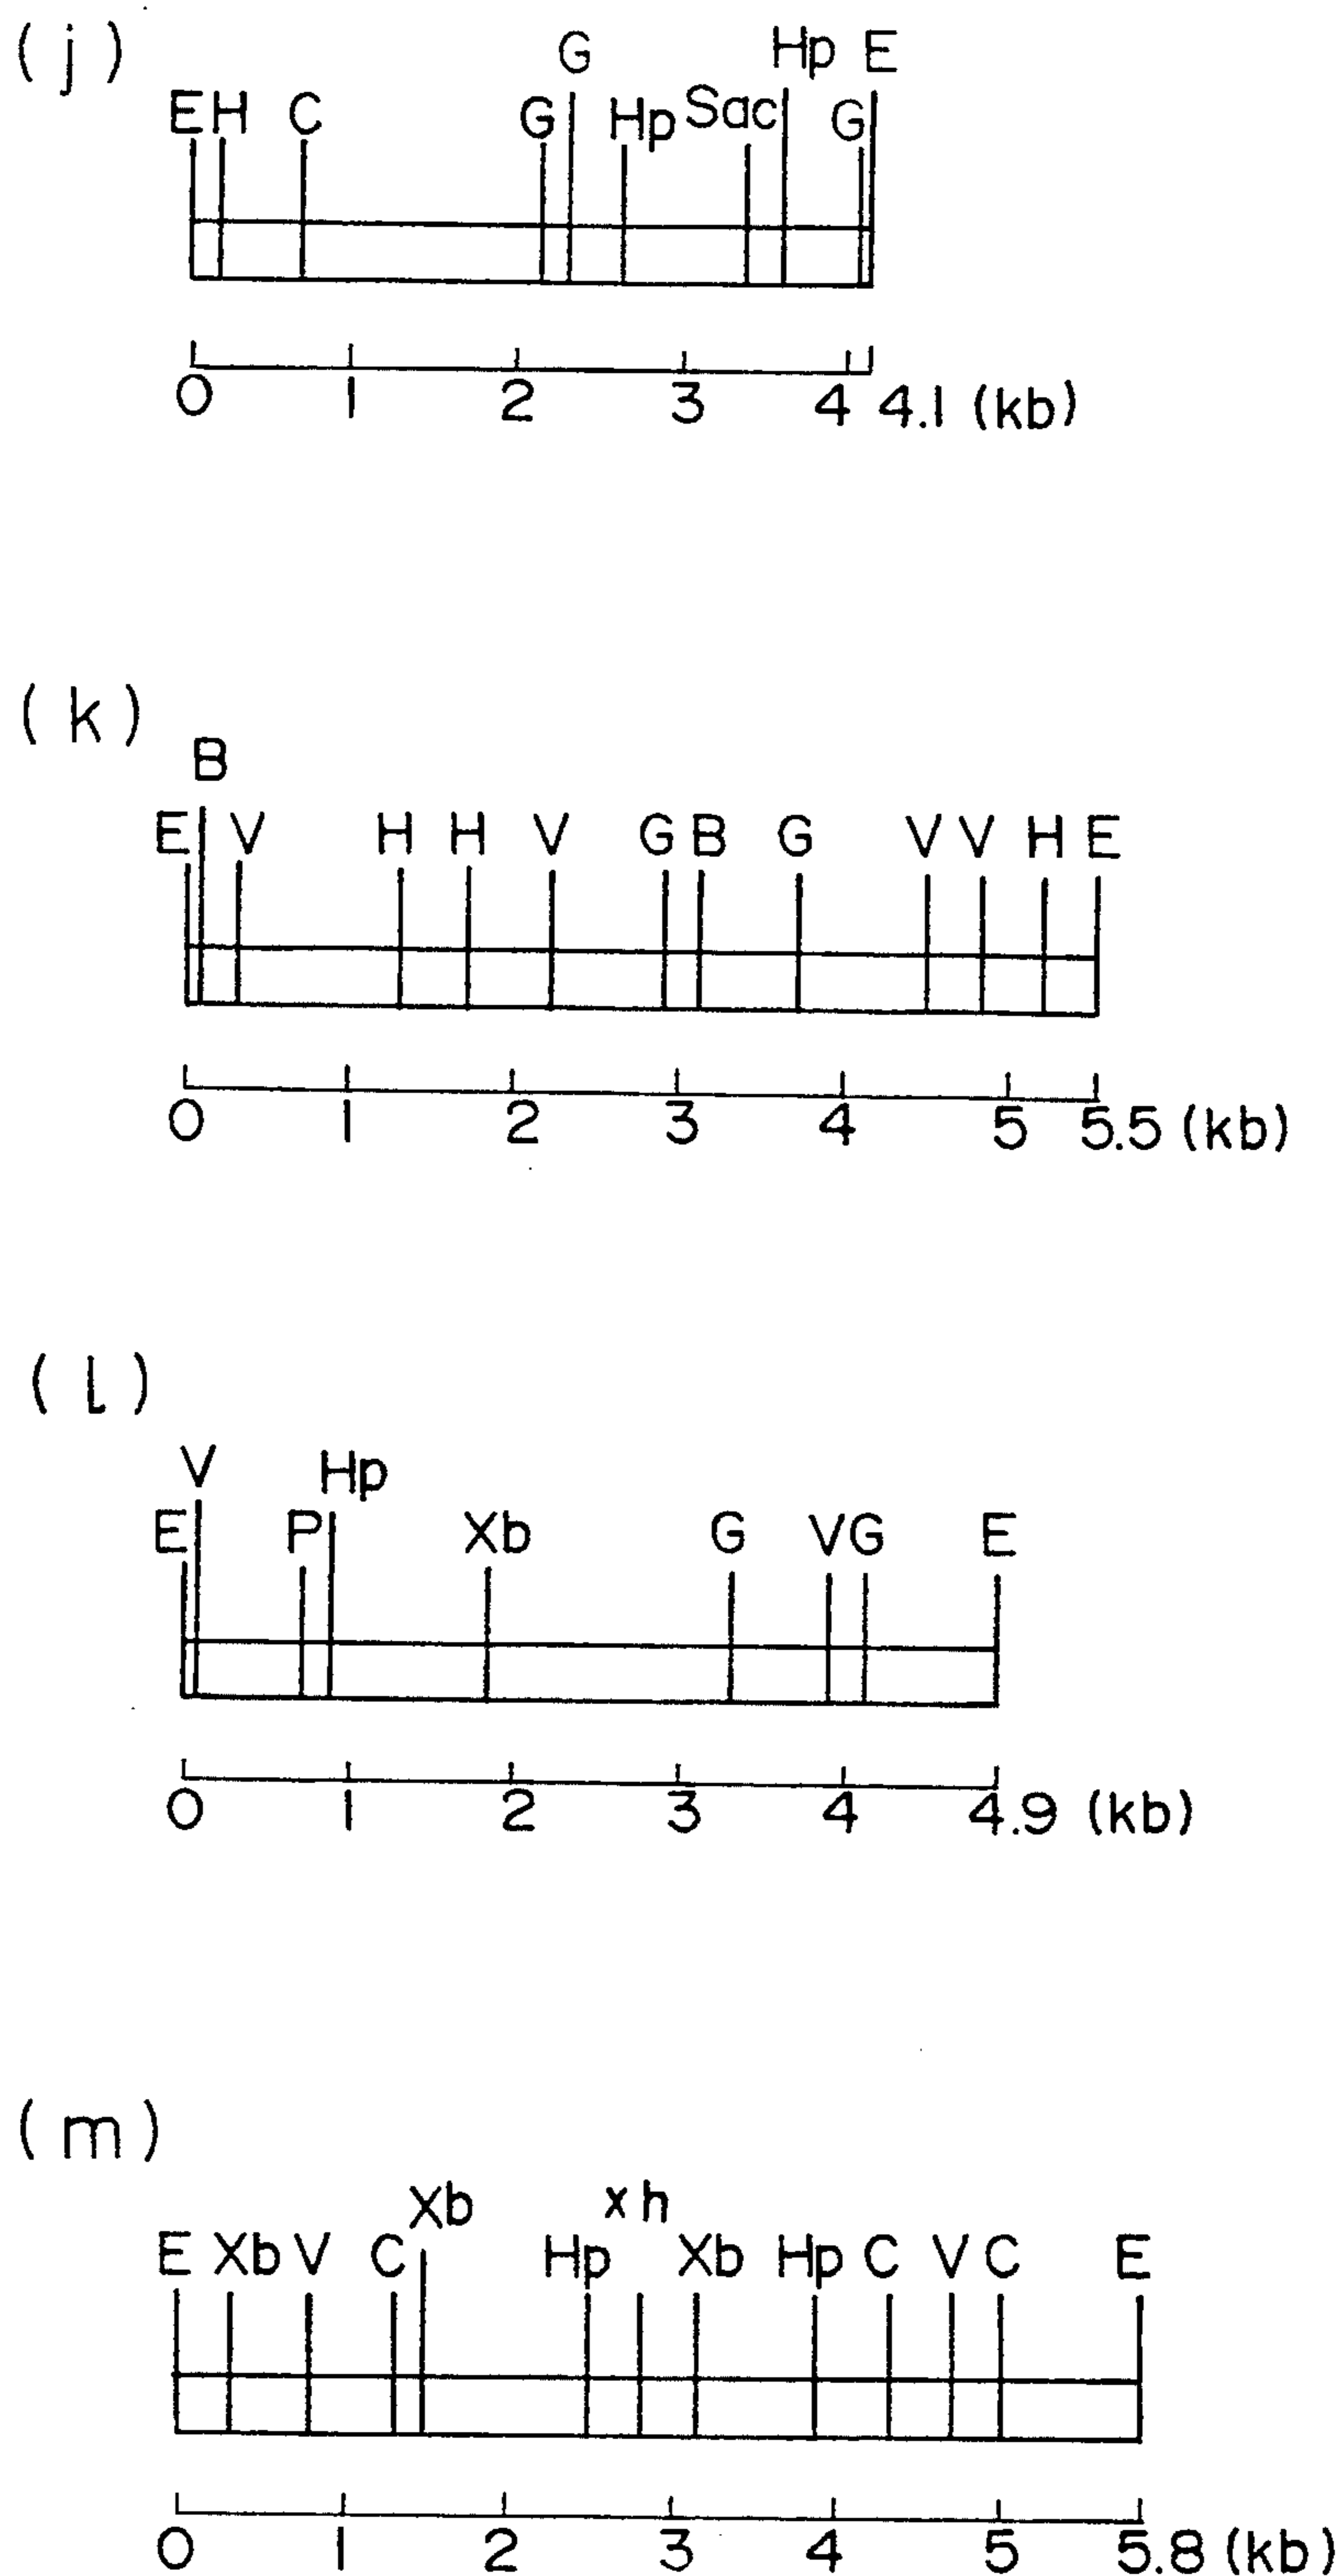 (j)
G Hp E
E H C G Hp Sac G
0 1 2 3 4 4.1 (kb)
(k)
B
E V H H V G B G V V H E
0 1 2 3 4 5 5.5 (kb)
(l)
V Hp
E P Xb G V G E
0 1 2 3 4 4.9 (kb)
(m)
Xb xh
E Xb V C Hp Xb Hp C V C E
0 1 2 3 4 5 5.8 (kb)